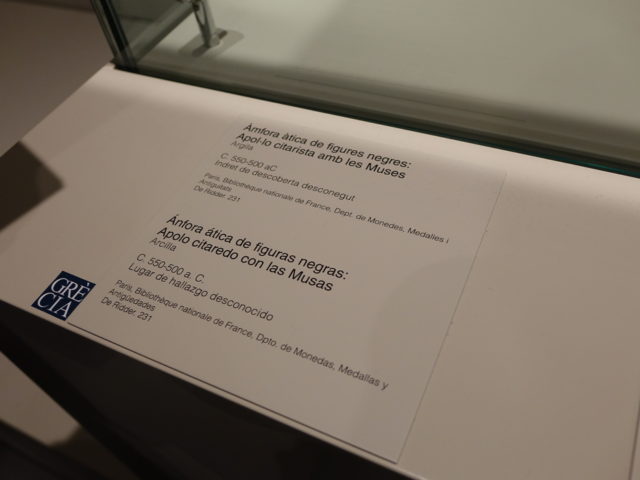 Àmfora àtica de figures negres:
Apol·lo citarista amb les Muses
Argila
C. 550-500 aC
Indret de descoberta desconegut
París, Bibliothèque nationale de France, Dept. de Monedes, Medalles i
Antiguitats
De Ridder. 231
Ánfora ática de figuras negras:
Apolo citaredo con las Musas
Arcilla
C. 550-500 a. C.
Lugar de hallazgo desconocido
París, Bibliothèque nationale de France, Dpto. de Monedas, Medallas y
Antigüedades
De Ridder. 231
GRÈ
CIA